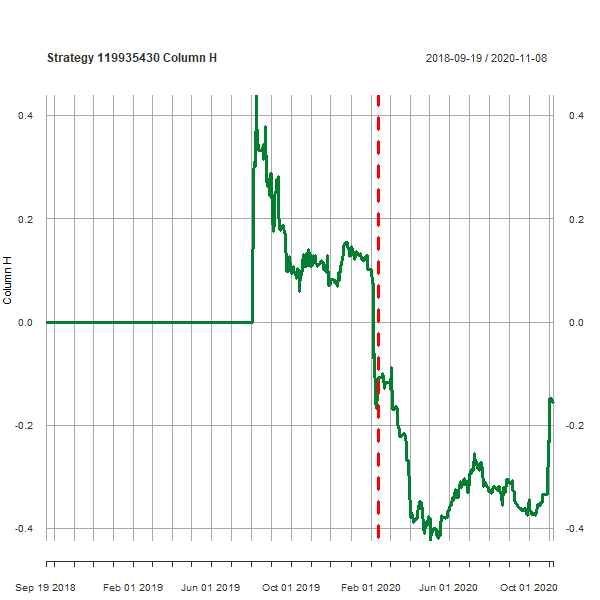 Strategy 119935430 Column H
2018-09-19 / 2020-11-08
0.4 0.4
0.2 0.2
0.0 0.0
-0.2 -0.2
-0.4 -0.4
Column H
Sep 19 2018 Feb 01 2019 Jun 01 2019 Oct 01 2019 Feb 01 2020 Jun 01 2020 Oct 01 2020